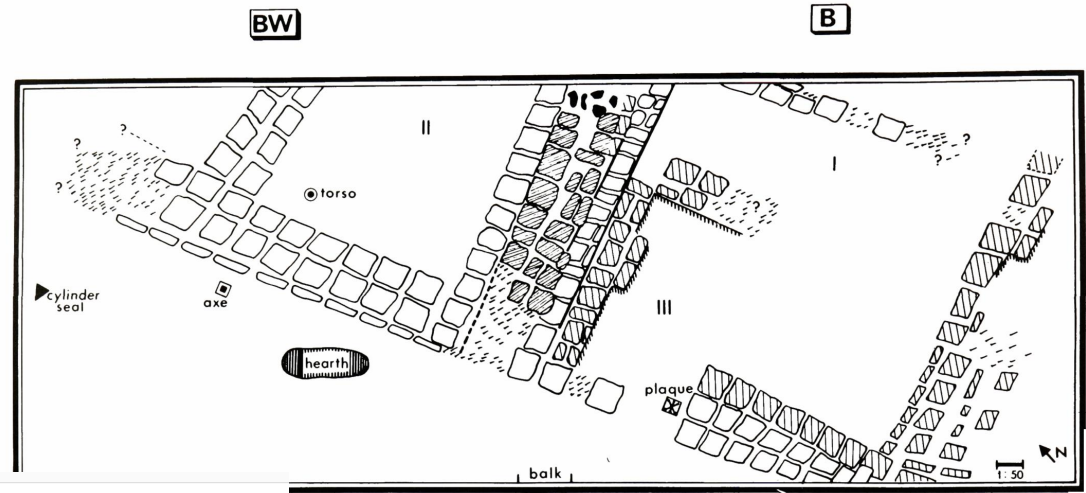 BW
B
II
I
III
?
?
?
?
?
?
torso
cylinder
seal
axe
hearth
plaque
balk
N
1:50